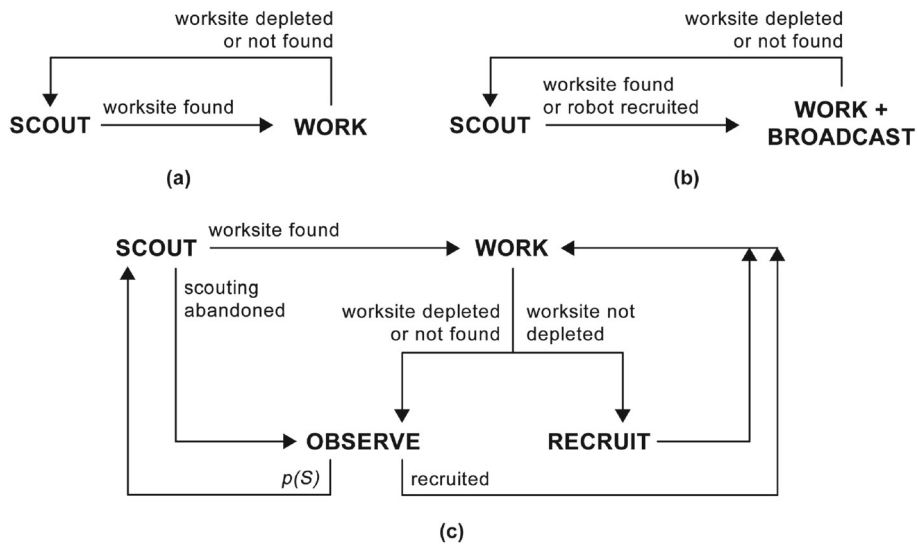 worksite depleted
or not found
SCOUT
worksite found
WORK
(a)
worksite depleted
or not found
SCOUT
worksite found
or robot recruited
WORK +
BROADCAST
(b)
SCOUT
worksite found
WORK
scouting
abandoned
worksite depleted
or not found
worksite not
depleted
OBSERVE
RECRUIT
p(S)
recruited
(c)